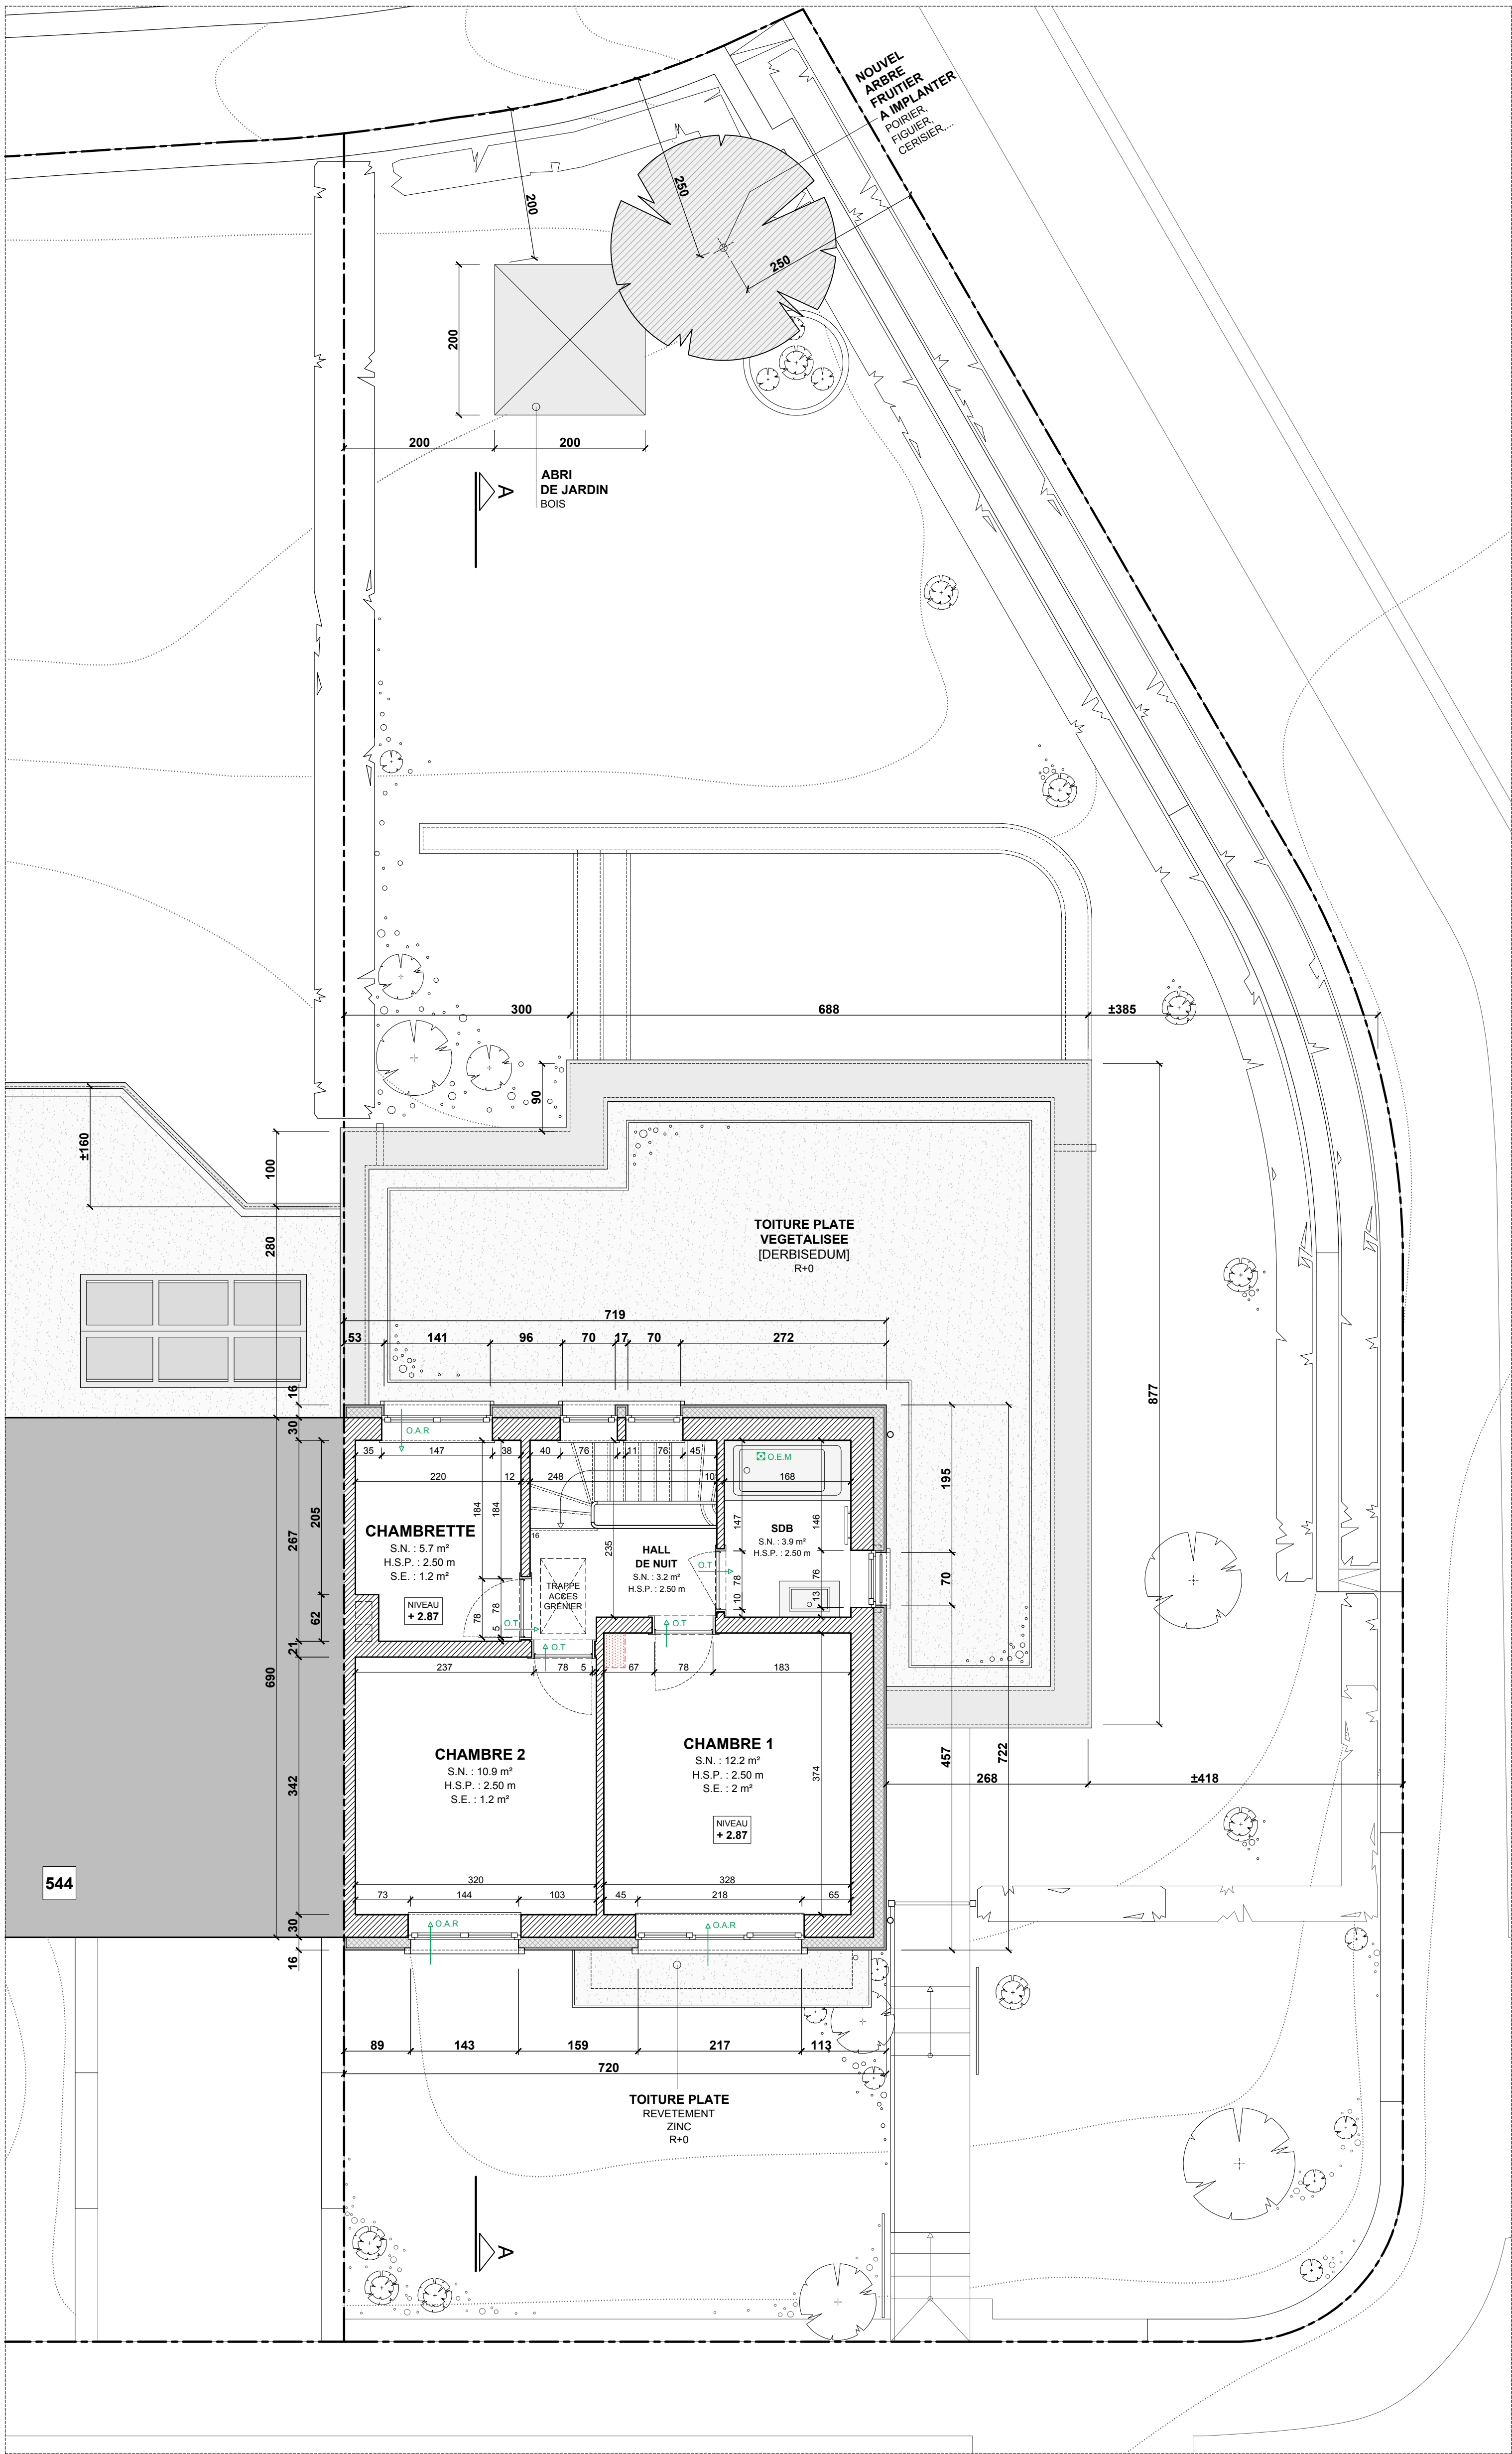 NOUVEL
ARBRE
FRUITIER
A IMPLANTER
POIRIER,
FIGUIER,
CERISIER,...
200
250
250
200
200
200
ABRI
DE JARDIN
BOIS
A
300
688
±385
90
±160
100
280
TOITURE PLATE
VEGETALISEE
[DERBISEDUM]
R+0
719
53
141
96
70
17
70
272
877
16
30
O.A.R
35
147
38
40
76
11
76
45
O.E.M
220
12
248
10
168
195
205
267
184
184
147
146
CHAMBRETTE
S.N. : 5.7 m²
H.S.P. : 2.50 m
S.E. : 1.2 m²
16
235
HALL
DE NUIT
S.N. : 3.2 m²
H.S.P. : 2.50 m
SDB
S.N. : 3.9 m²
H.S.P. : 2.50 m
O.T
TRAPPE
ACCES
GRENIER
NIVEAU
+ 2.87
78
78
5
O.T
78
10
76
13
70
62
21
O.T
O.T
237
78
5
67
78
183
690
342
CHAMBRE 2
S.N. : 10.9 m²
H.S.P. : 2.50 m
S.E. : 1.2 m²
CHAMBRE 1
S.N. : 12.2 m²
H.S.P. : 2.50 m
S.E. : 2 m²
374
457
722
268
±418
NIVEAU
+ 2.87
544
320
328
73
144
103
45
218
65
30
O.A.R
O.A.R
16
89
143
159
217
113
720
TOITURE PLATE
REVETEMENT
ZINC
R+0
A